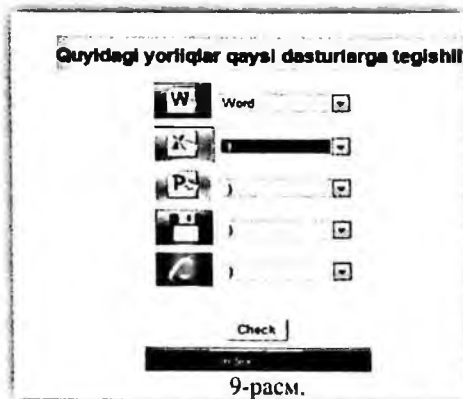 Quyidagi yorliqlar qaysi dasturlarga tegishli
W Word
X )
P )
)
)
Check
9-расм.